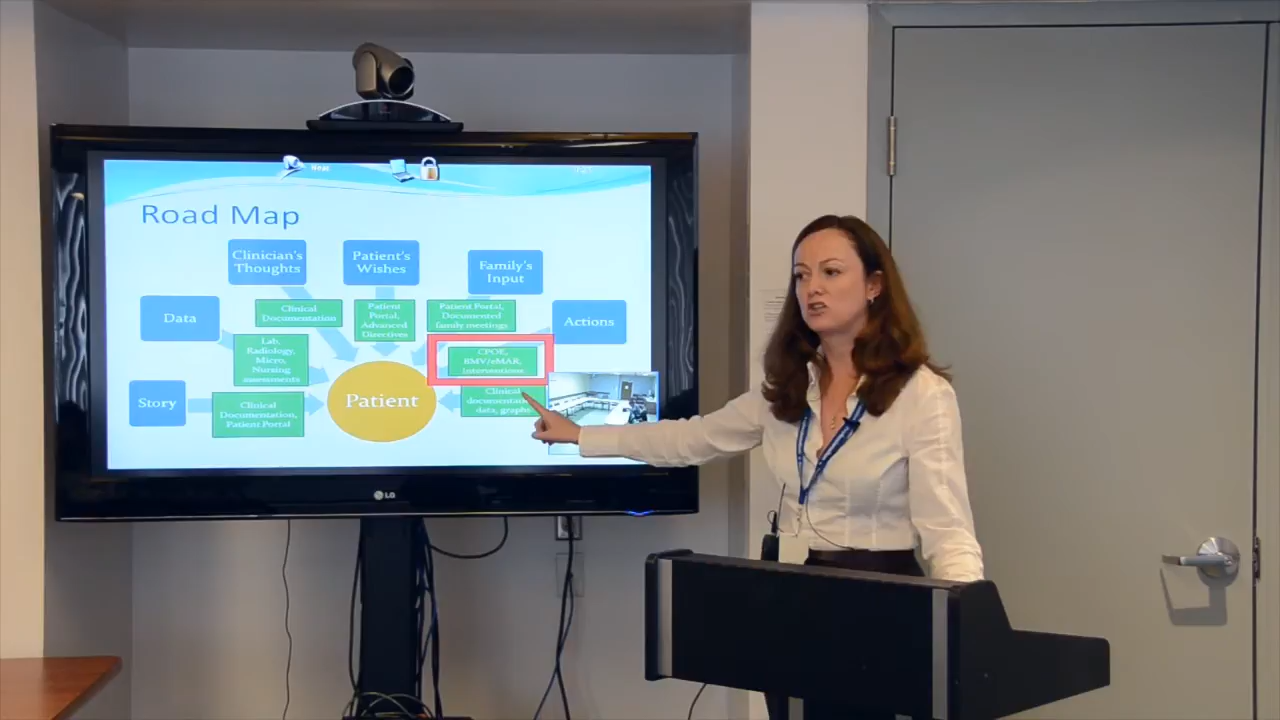 Road Map
Clinician's
Thoughts
Patient's
Wishes
Family's
Input
Data
Clinical
Documentation
Patient
Portal,
Advanced
Directives
Patient Portal,
Documented
family meetings
Actions
Lab,
Radiology,
Micro,
Nursing
assessments
CPOE,
BMV/eMAR,
Interventions
Story
Clinical
Documentation,
Patient Portal
Patient
Clinical
data, graphs
LG